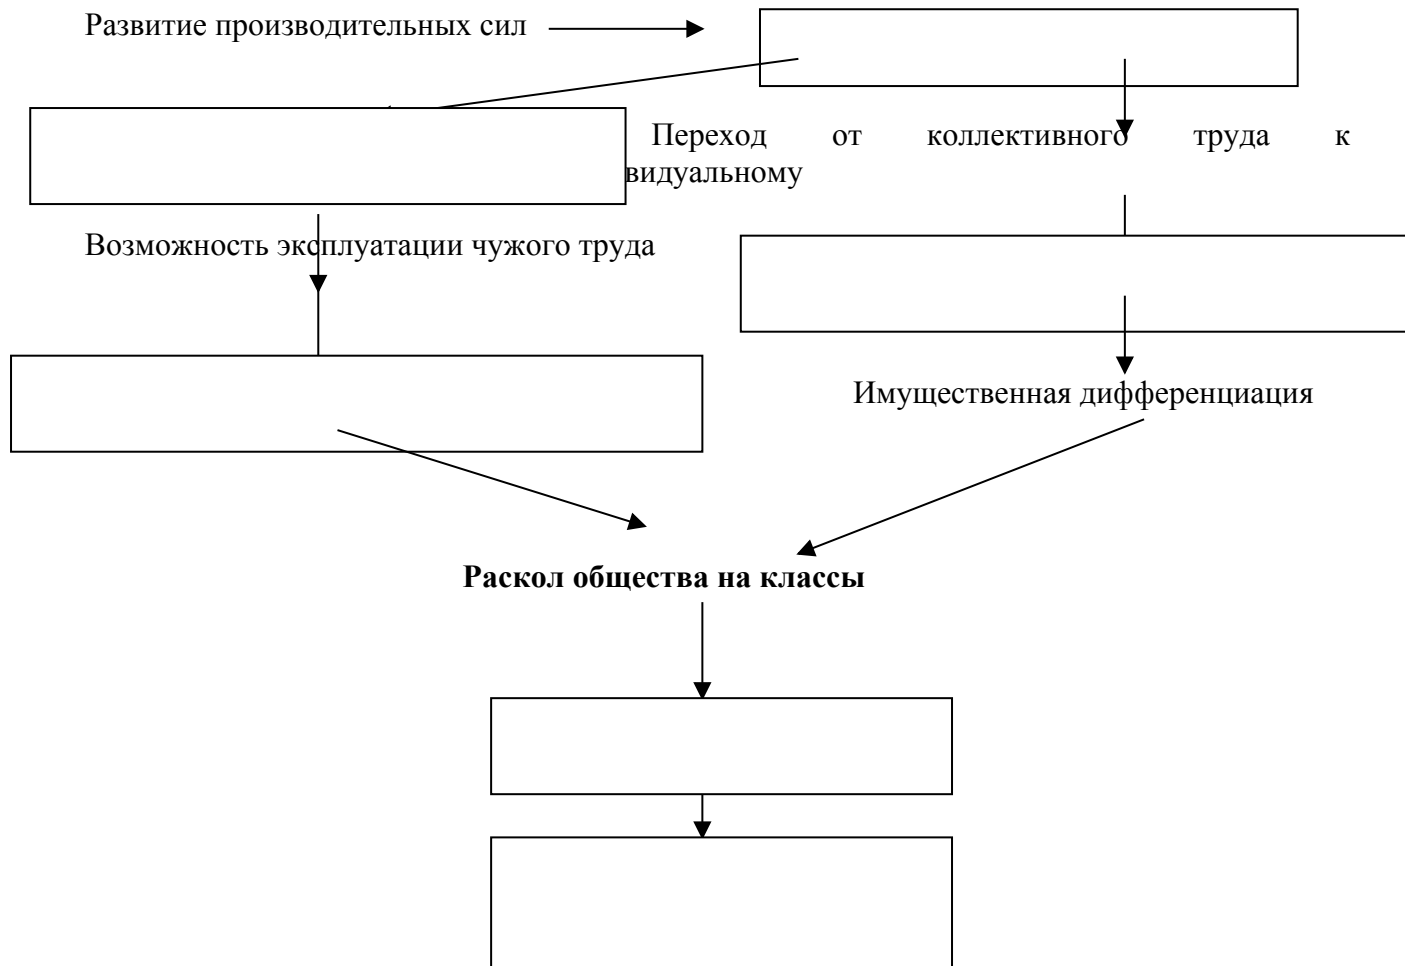 Развитие производительных сил
Переход от коллективного труда к
видуальному
Возможность эксплуатации чужого труда
Имущественная дифференциация
Раскол общества на классы